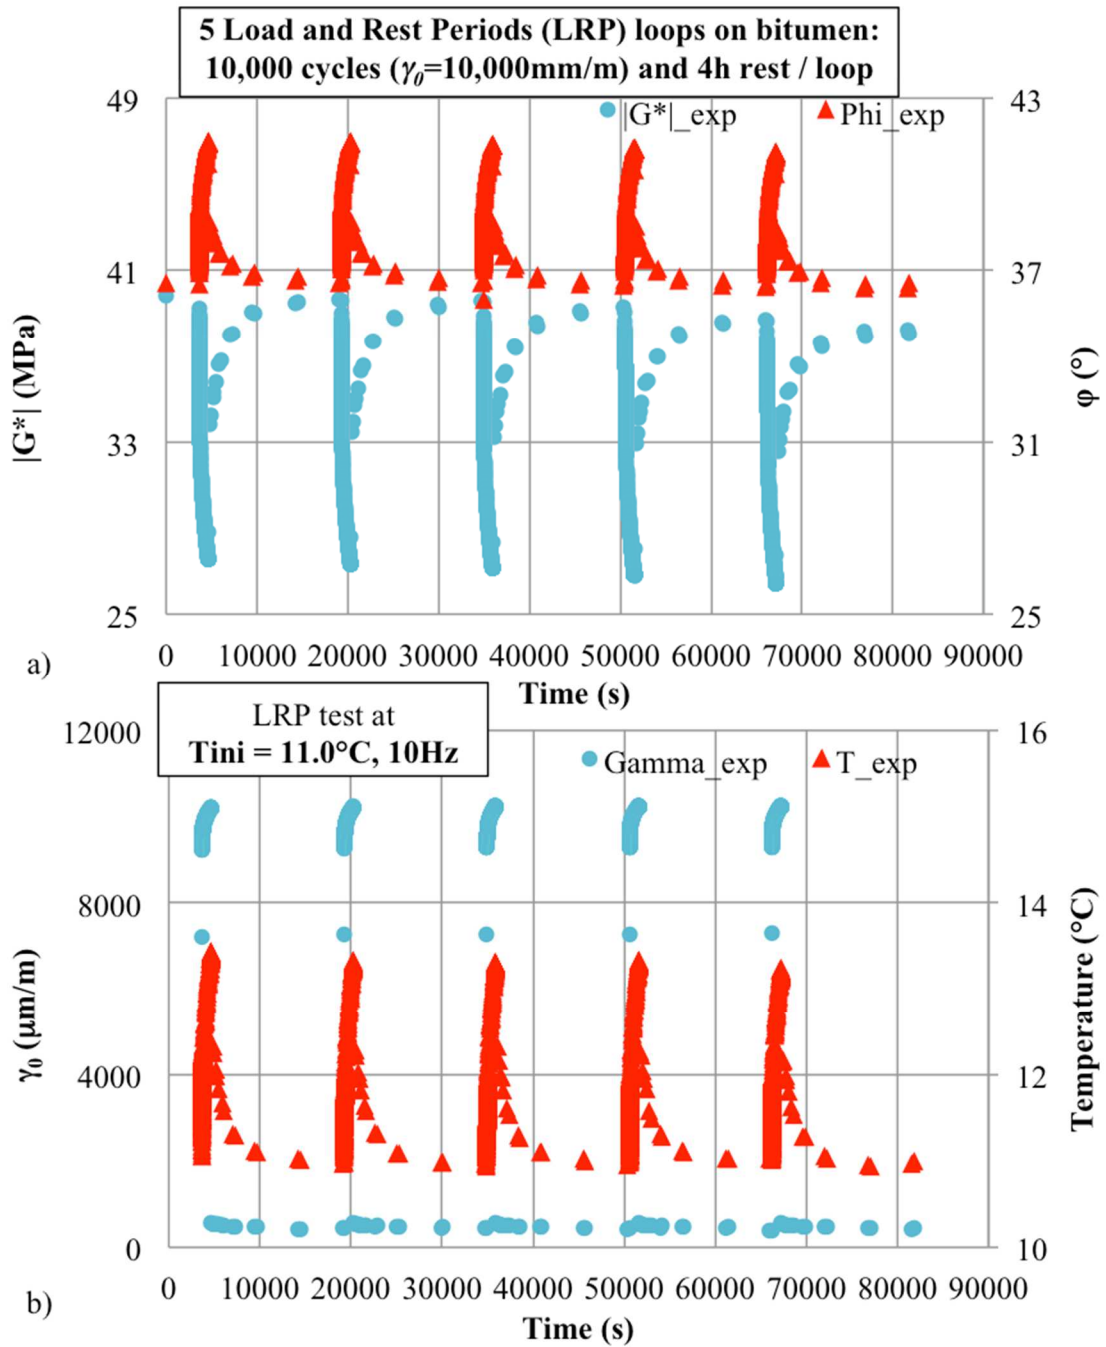 5 Load and Rest Periods (LRP) loops on bitumen:
10,000 cycles (γ0=10,000mm/m) and 4h rest / loop
49
43
|G*|_exp
Phi_exp
41
37
|G*| (MPa)
φ (°)
33
31
25
25
a)
0 10000 20000 30000 40000 50000 60000 70000 80000 90000
Time (s)
LRP test at
Tini = 11.0°C, 10Hz
12000
16
Gamma_exp
T_exp
8000
14
γ0 (μm/m)
Temperature (°C)
4000
12
0
10
0 10000 20000 30000 40000 50000 60000 70000 80000 90000
b)
Time (s)